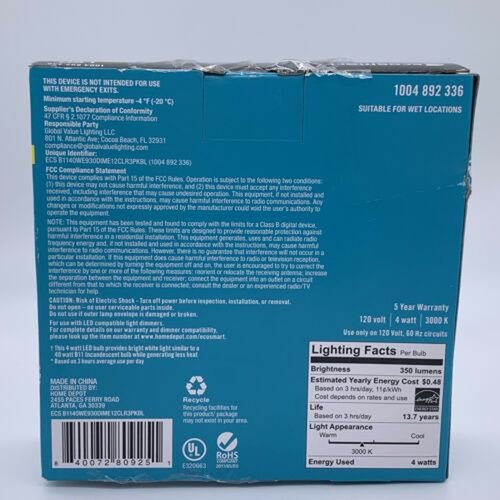 THIS DEVICE IS NOT INTENDED FOR USE
WITH EMERGENCY EXITS.
Minimum starting temperature -4 °F (-20 °C)
Supplier's Declaration of Conformity
47 CFR § 2.1077 Compliance Information
Responsible Party
Global Value Lighting LLC
801 N. Atlantic Ave; Cocoa Beach, FL 32931
compliance@globalvaluelighting.com
Unique Identifier:
ECS B1140WE930DIME12CLR3PKBL (1004 892 336)
FCC Compliance Statement
This device complies with Part 15 of the FCC Rules. Operation is subject to the following two conditions:
(1) this device may not cause harmful interference, and (2) this device must accept any interference
received, including interference that may cause undesired operation. This equipment, if not installed and
used in accordance with the instructions, may cause harmful interference to radio communications. Any
changes or modifications not expressly approved by the manufacturer could void the user's authority to
operate the equipment.
NOTE: This equipment has been tested and found to comply with the limits for a Class B digital device,
pursuant to Part 15 of the FCC Rules. These limits are designed to provide reasonable protection against
harmful interference in a residential installation. This equipment generates, uses and can radiate radio
frequency energy and, if not installed and used in accordance with the instructions, may cause harmful
interference to radio communications. However, there is no guarantee that interference will not occur in a
particular installation. If this equipment does cause harmful interference to radio or television reception,
which can be determined by turning the equipment off and on, the user is encouraged to try to correct the
interference by one or more of the following measures: reorient or relocate the receiving antenna; increase
the separation between equipment and receiver; connect the equipment into an outlet on a circuit
different from that to which the receiver is connected; consult the dealer or an experienced radio/TV
technician for help.
CAUTION: Risk of Electric Shock - Turn off power before inspection, installation, or removal.
Do not open – no user serviceable parts inside.
Do not use if outer lamp envelope is damaged or broken.
For use with LED compatible light dimmers.
For complete details on our warranty and dimmer compatibility,
please look up the item number at www.homedepot.com/ecosmart
† This 4 watt LED bulb provides bright white light similar to a
40 watt B11 Incandescent bulb while generating less heat
* Based on 3 hours average use per day
1004 892 336
SUITABLE FOR WET LOCATIONS
5 Year Warranty
120 volt | 4 watt | 3000 K
Use only on 120 Volt, 60 Hz circuits
MADE IN CHINA
DISTRIBUTED BY:
HOME DEPOT
2455 PACES FERRY ROAD
ATLANTA, GA 30339
ECS B1140WE930DIME12CLR3PKBL
8 40072 80925 1
Recycle
Recycling facilities for
this product/ package
may not exist in your area.
UL
E320663
RoHS
COMPLIANT
2011/65/EU
Lighting Facts Per Bulb
Brightness 350 lumens
Estimated Yearly Energy Cost $0.48
Based on 3 hrs/day, 11¢/kWh
Cost depends on rates and use
ENERGY STAR
Life
Based on 3 hrs/day 13.7 years
Light Appearance
Warm Cool
3000 K
Energy Used 4 watts